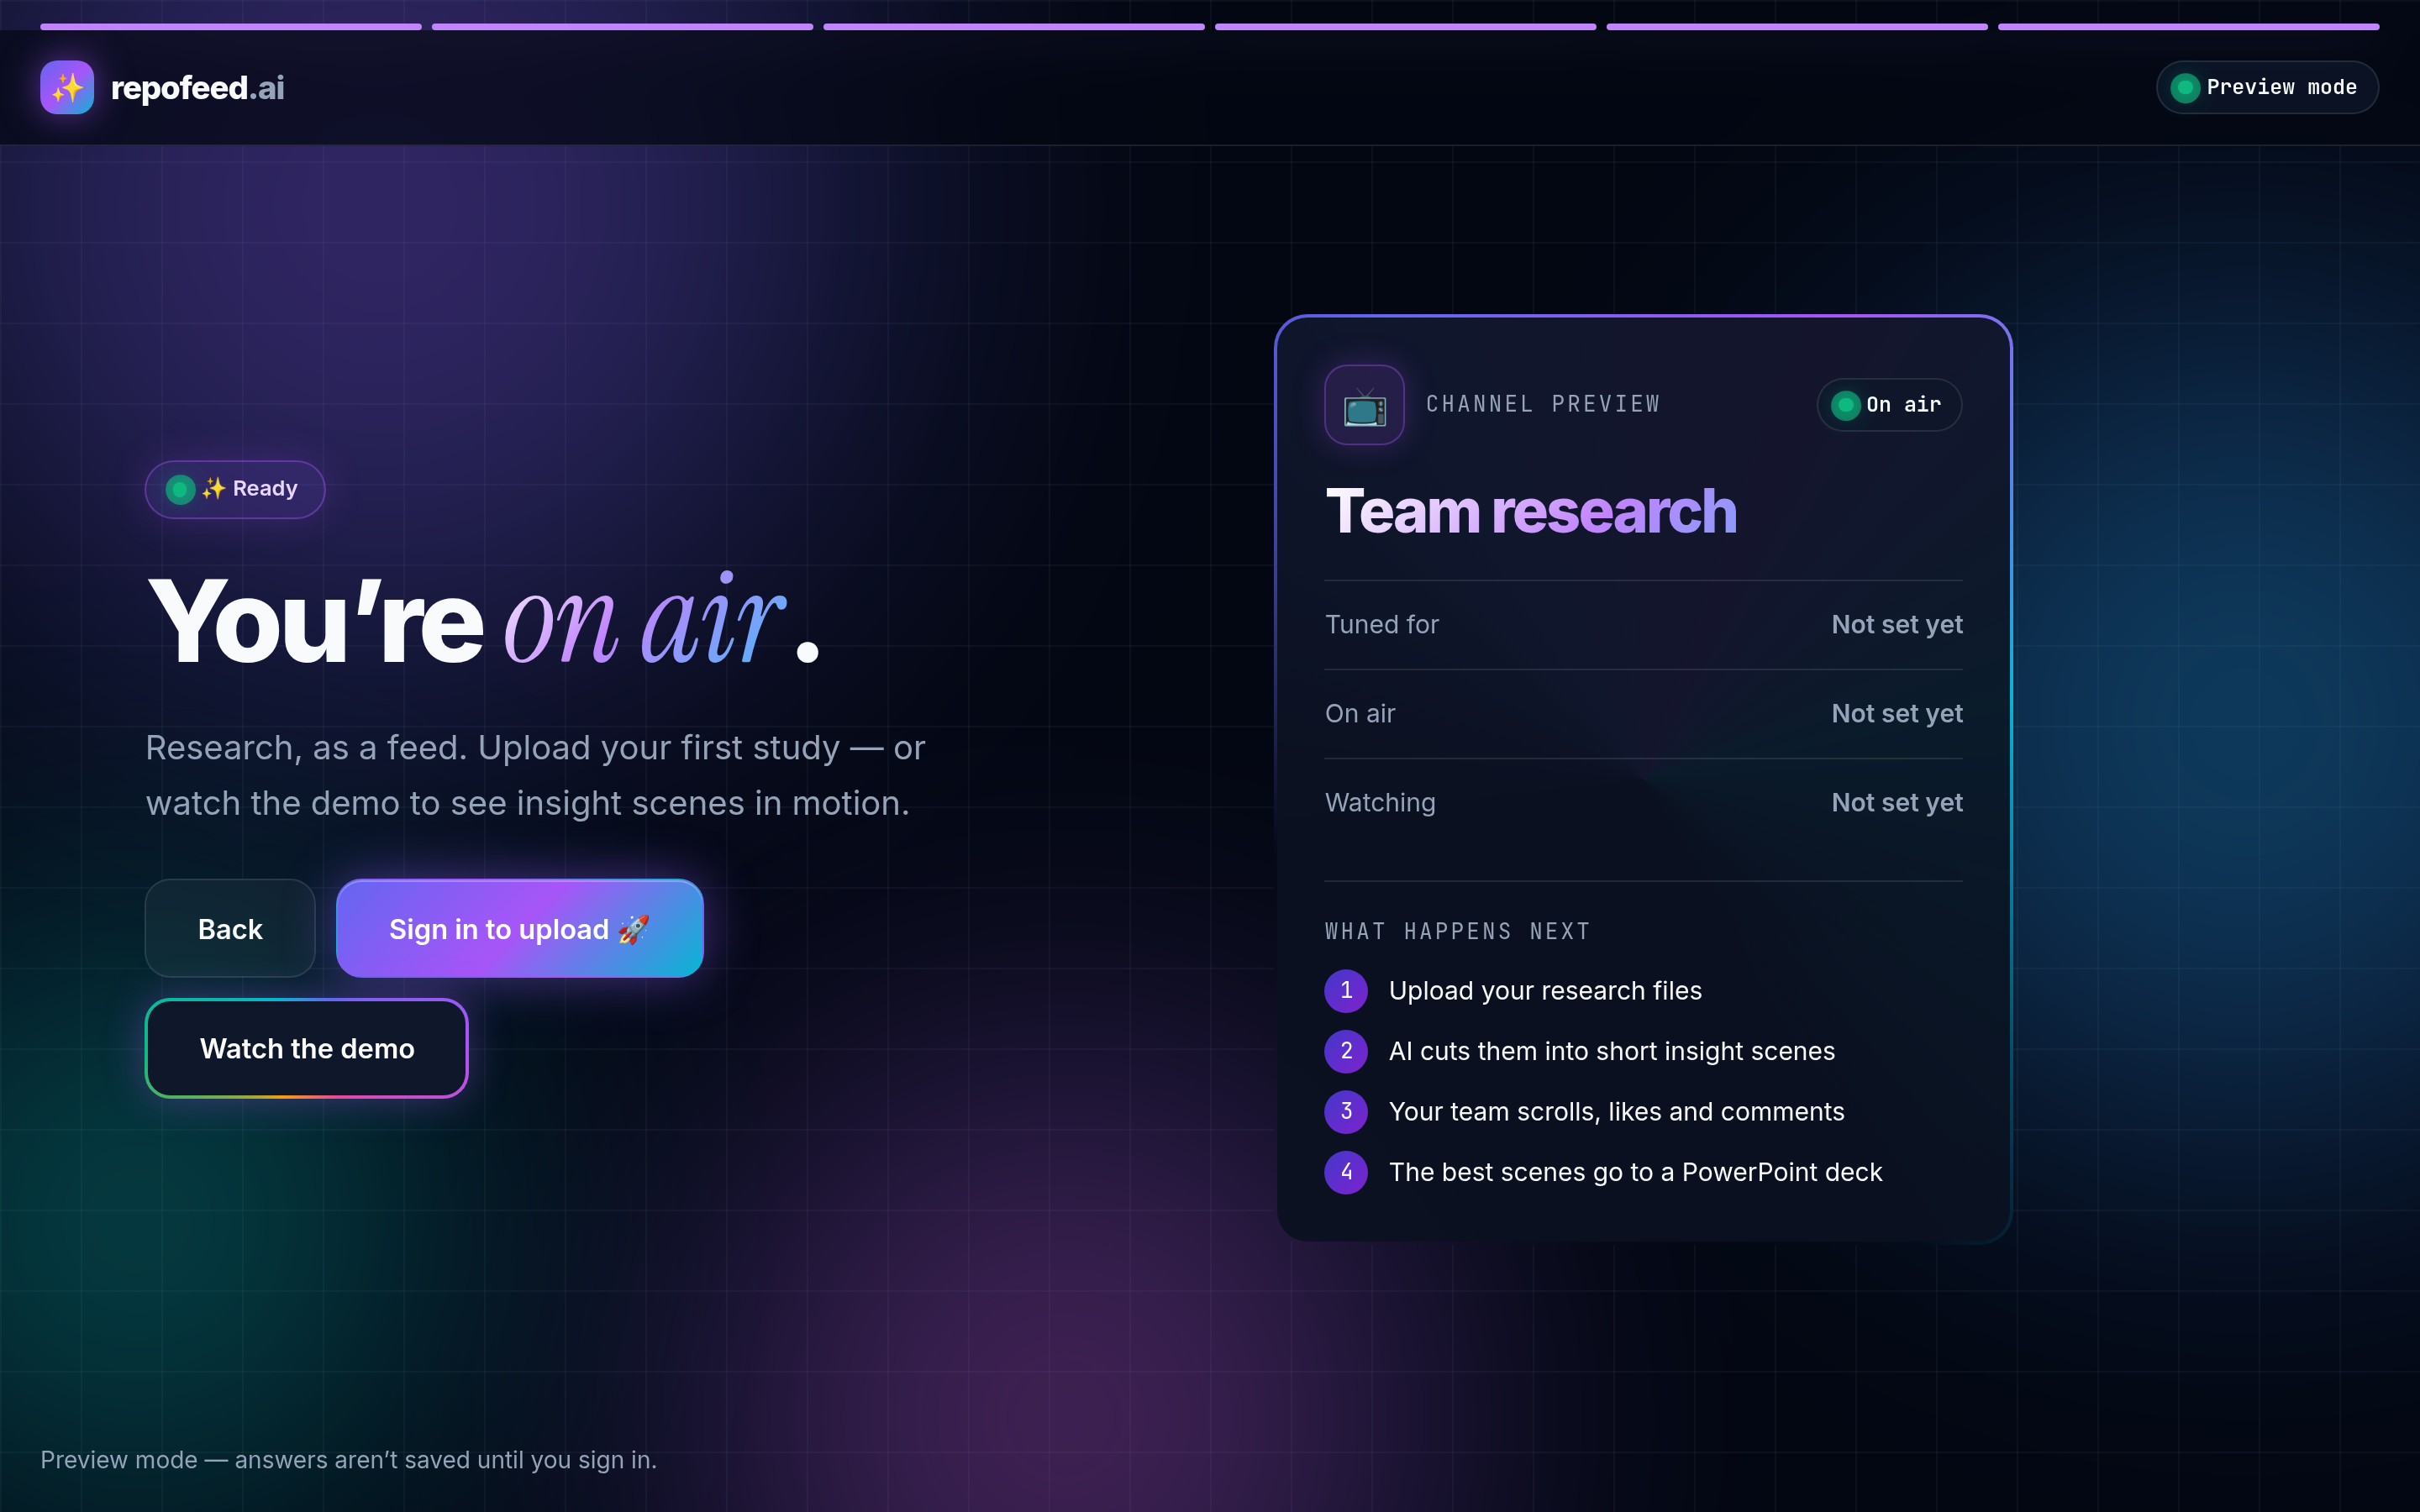 repofeed.ai
Preview mode
✨ Ready
You’re on air.
Research, as a feed. Upload your first study — or
watch the demo to see insight scenes in motion.
Back
Sign in to upload 🚀
Watch the demo
CHANNEL PREVIEW
On air
Team research
Tuned for
Not set yet
On air
Not set yet
Watching
Not set yet
WHAT HAPPENS NEXT
1 Upload your research files
2 AI cuts them into short insight scenes
3 Your team scrolls, likes and comments
4 The best scenes go to a PowerPoint deck
Preview mode — answers aren’t saved until you sign in.